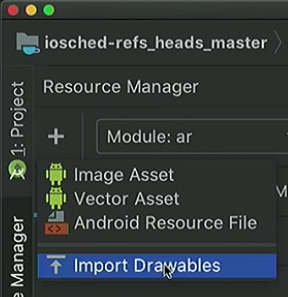 iosched-refs_heads_master
Resource Manager
1: Project
Module: ar
Image Asset
Vector Asset
Android Resource File
Import Drawables
e Manager
M